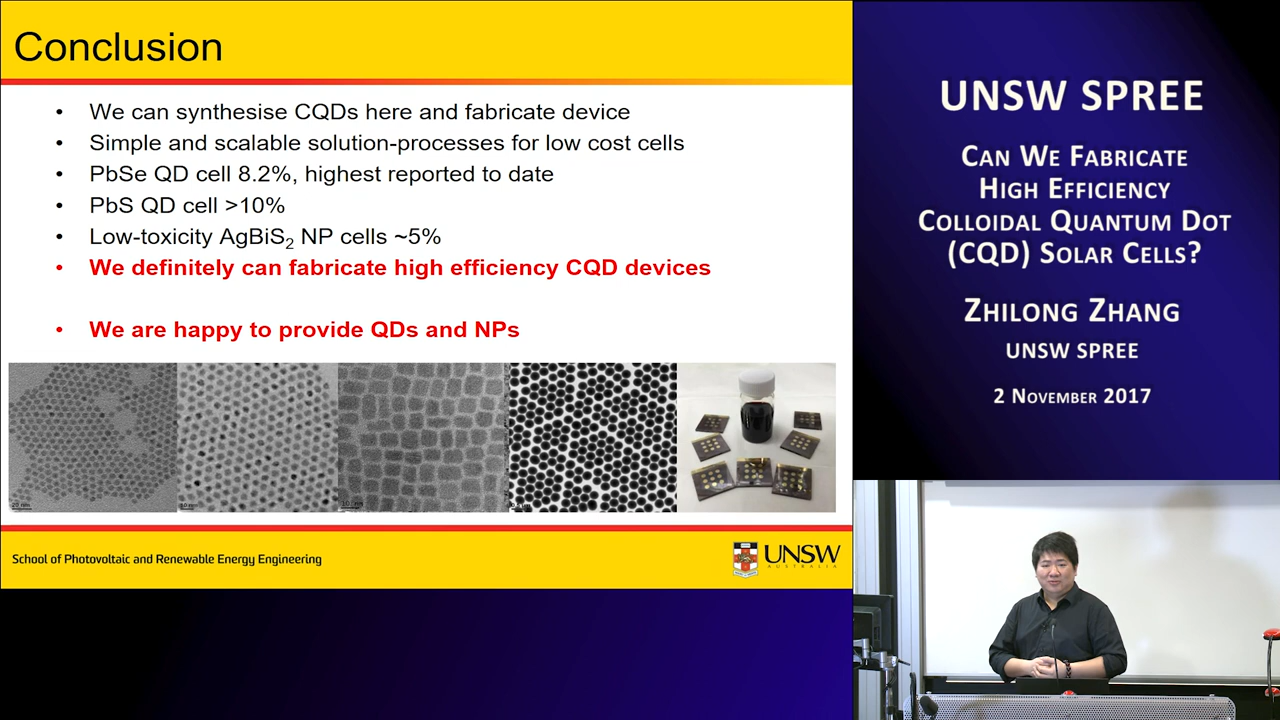 Conclusion
• We can synthesise CQDs here and fabricate device
• Simple and scalable solution-processes for low cost cells
• PbSe QD cell 8.2%, highest reported to date
• PbS QD cell >10%
• Low-toxicity AgBiS2 NP cells ~5%
• We definitely can fabricate high efficiency CQD devices
• We are happy to provide QDs and NPs
20 nm
School of Photovoltaic and Renewable Energy Engineering
UNSW
AUSTRALIA
UNSW SPREE
Can We Fabricate
High Efficiency
Colloidal Quantum Dot
(CQD) Solar Cells?
Zhilong Zhang
UNSW SPREE
2 November 2017